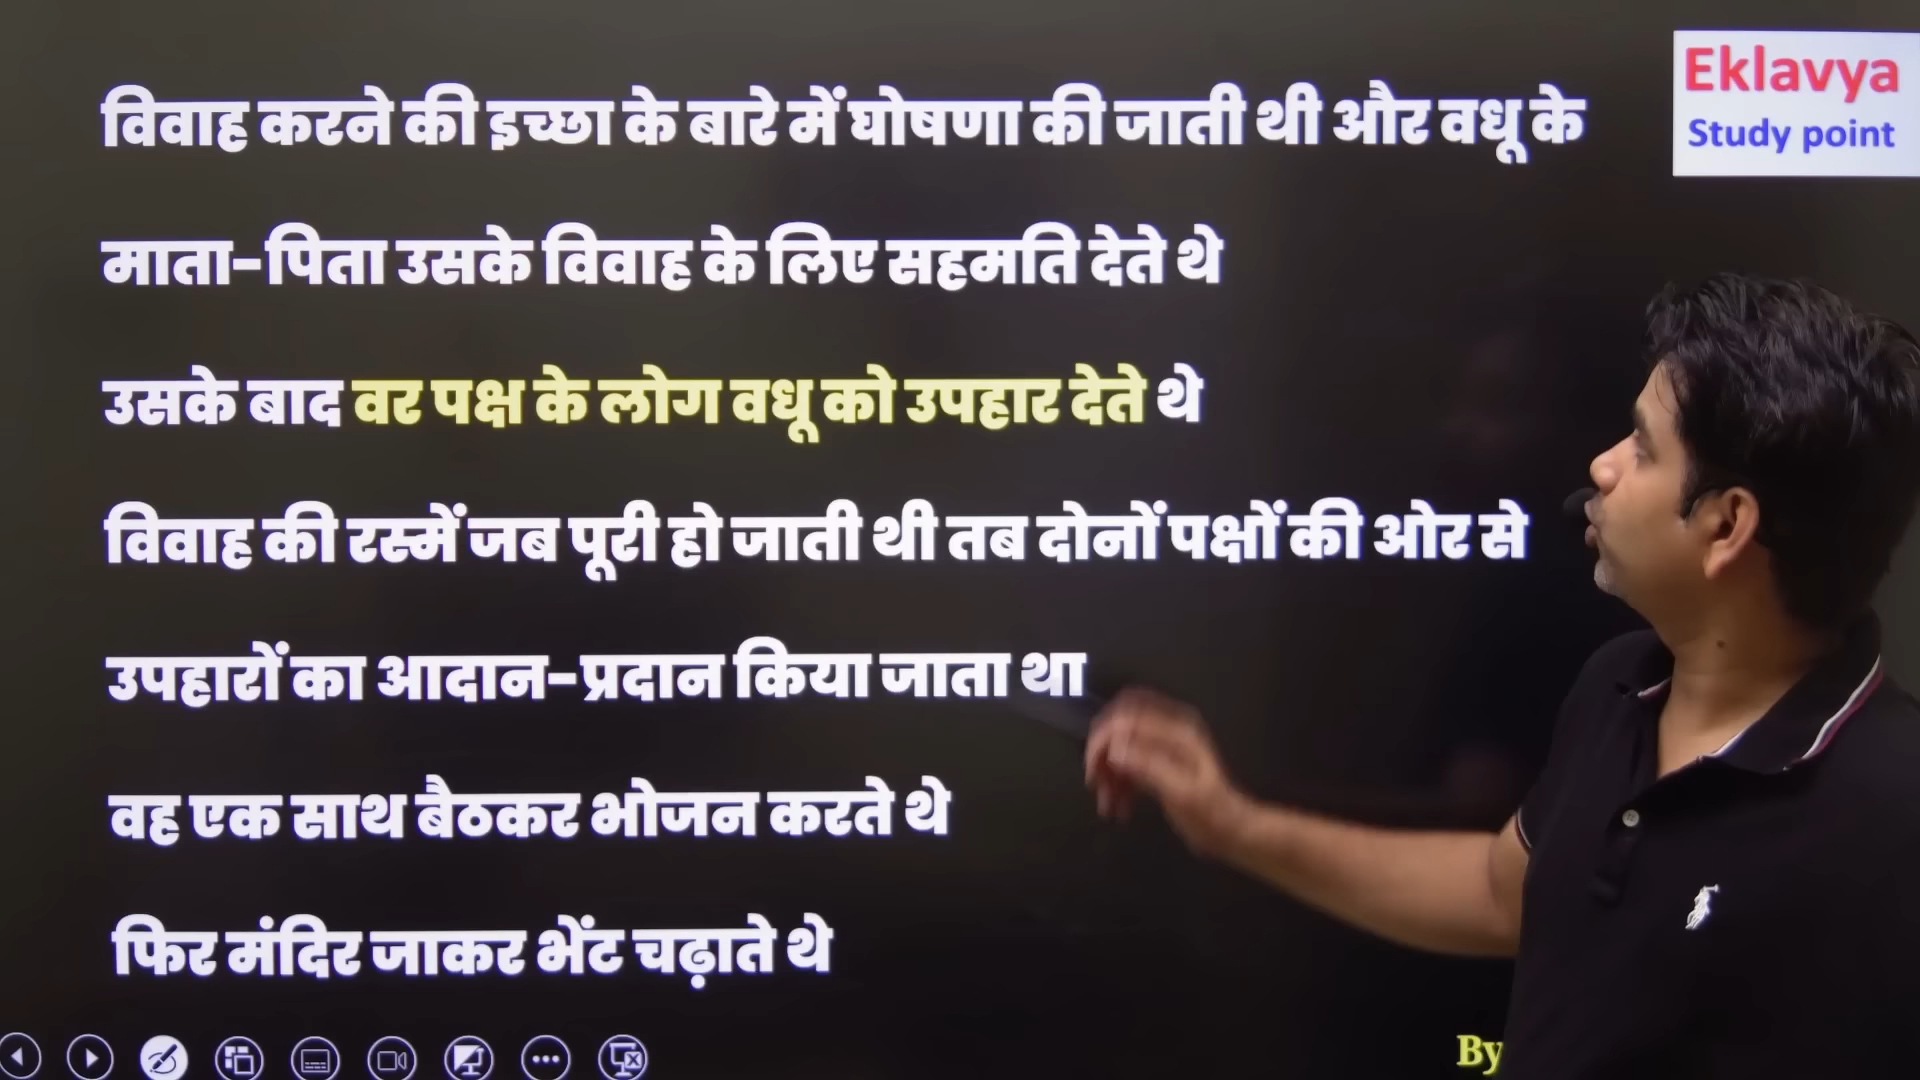 Eklavya
Study point
विवाह करने की इच्छा के बारे में घोषणा की जाती थी और वधू के
माता-पिता उसके विवाह के लिए सहमति देते थे
उसके बाद वर पक्ष के लोग वधू को उपहार देते थे
विवाह की रस्में जब पूरी हो जाती थी तब दोनों पक्षों की ओर से
उपहारों का आदान-प्रदान किया जाता था
वह एक साथ बैठकर भोजन करते थे
फिर मंदिर जाकर भेंट चढ़ाते थे
By